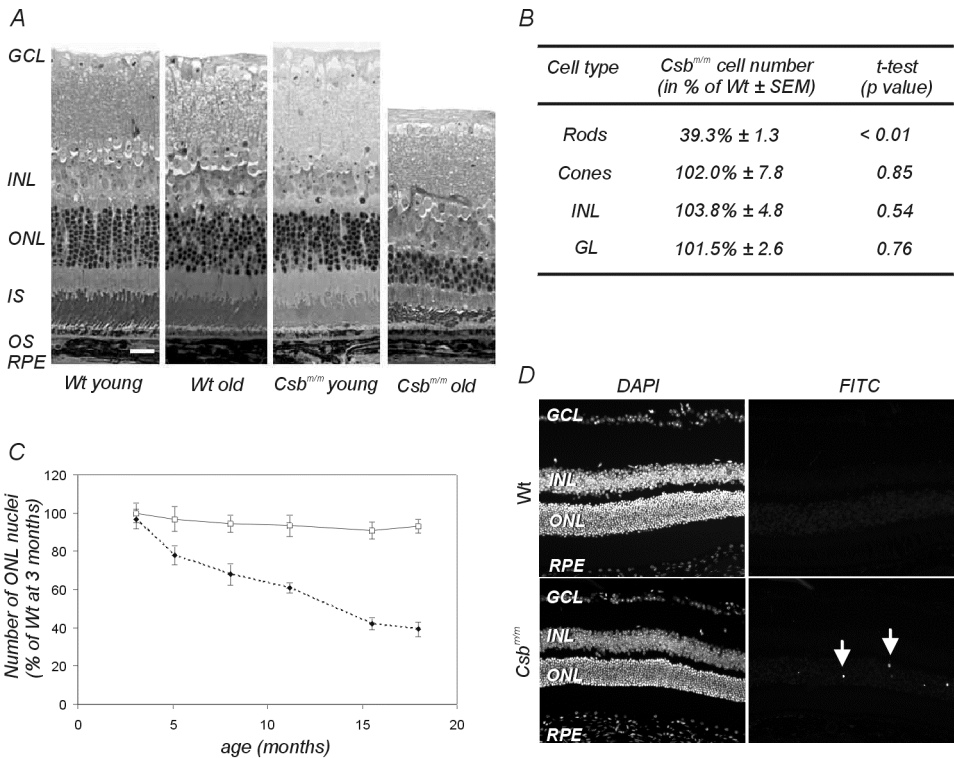 A
GCL
INL
ONL
IS
OS
RPE
Wt young
Wt old
Csb^m/m young
Csb^m/m old
B
Cell type Csb^m/m cell number (in % of Wt ± SEM) t-test (p value)
Rods 39.3% ± 1.3 < 0.01
Cones 102.0% ± 7.8 0.85
INL 103.8% ± 4.8 0.54
GL 101.5% ± 2.6 0.76
C
Number of ONL nuclei
(% of Wt at 3 months)
120
100
80
60
40
20
0
0 5 10 15 20
age (months)
D
DAPI FITC
Wt
GCL
INL
ONL
RPE
Csb^m/m
GCL
INL
ONL
RPE